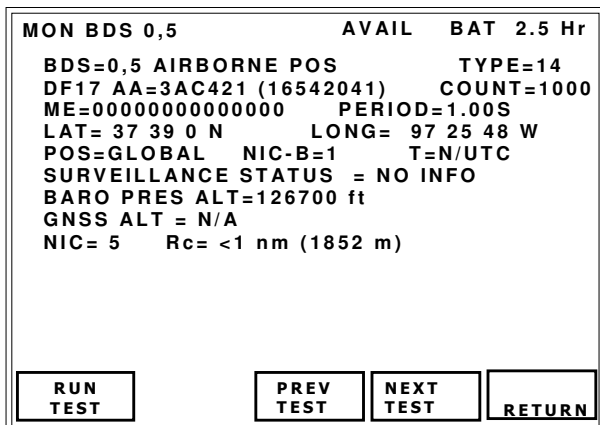 MON BDS 0,5 AVAIL BAT 2.5 Hr
BDS=0,5 AIRBORNE POS TYPE=14
DF17 AA=3AC421 (16542041) COUNT=1000
ME=00000000000000 PERIOD=1.00S
LAT= 37 39 0 N LONG= 97 25 48 W
POS=GLOBAL NIC-B=1 T=N/UTC
SURVEILLANCE STATUS = NO INFO
BARO PRES ALT=126700 ft
GNSS ALT = N/A
NIC= 5 Rc= <1 nm (1852 m)
RUN PREV NEXT
TEST TEST TEST RETURN